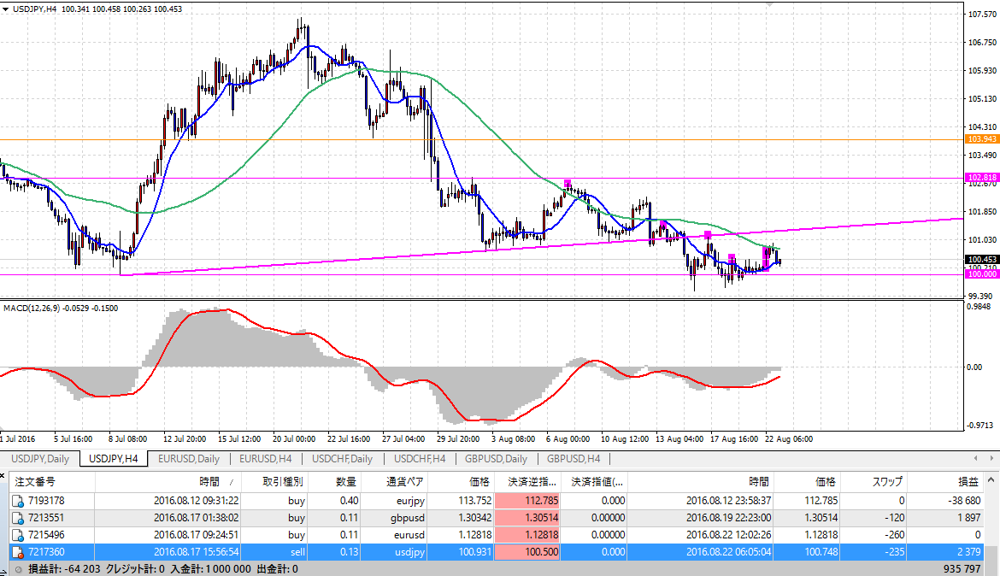 USDJPY,H4 100.341 100.458 100.263 100.453
107.570
106.750
105.930
105.130
104.310
103.943
103.490
102.818
102.670
101.850
101.030
100.453
100.210
100.000
99.390
MACD(12,26,9) -0.0529 -0.1500
0.9848
0.00
-0.9713
1 Jul 2016 5 Jul 16:00 8 Jul 08:00 12 Jul 20:00 15 Jul 12:00 20 Jul 00:00 22 Jul 16:00 27 Jul 04:00 29 Jul 20:00 3 Aug 08:00 6 Aug 00:00 10 Aug 12:00 13 Aug 04:00 17 Aug 16:00 22 Aug 06:00
USDJPY,Daily USDJPY,H4 EURUSD,Daily EURUSD,H4 USDCHF,Daily USDCHF,H4 GBPUSD,Daily GBPUSD,H4
注文番号 時間 取引種別 数量 通貨ペア 価格 決済逆指... 決済指値(... 時間 価格 スワップ 損益
7193178 2016.08.12 09:31:22 buy 0.40 eurjpy 113.752 112.785 0.000 2016.08.12 23:58:37 112.785 0 -38 680
7213551 2016.08.17 01:38:02 buy 0.11 gbpusd 1.30342 1.30514 0.00000 2016.08.19 22:23:00 1.30514 -120 1 897
7215496 2016.08.17 09:24:51 buy 0.11 eurusd 1.12818 1.12818 0.00000 2016.08.22 12:02:26 1.12818 -260 0
7217360 2016.08.17 15:56:54 sell 0.13 usdjpy 100.931 100.500 0.000 2016.08.22 06:05:04 100.748 -235 2 379
損益計: -64 203 クレジット計: 0 入金計: 1 000 000 出金計: 0 935 797